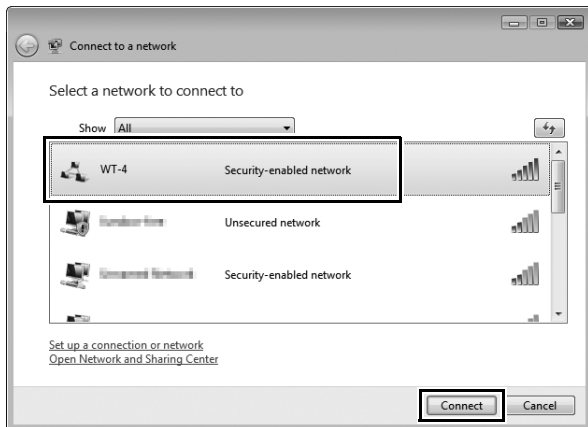 Connect to a network
Select a network to connect to
Show All
WT-4 Security-enabled network
Unsecured network
Security-enabled network
Set up a connection or network
Open Network and Sharing Center
Connect Cancel